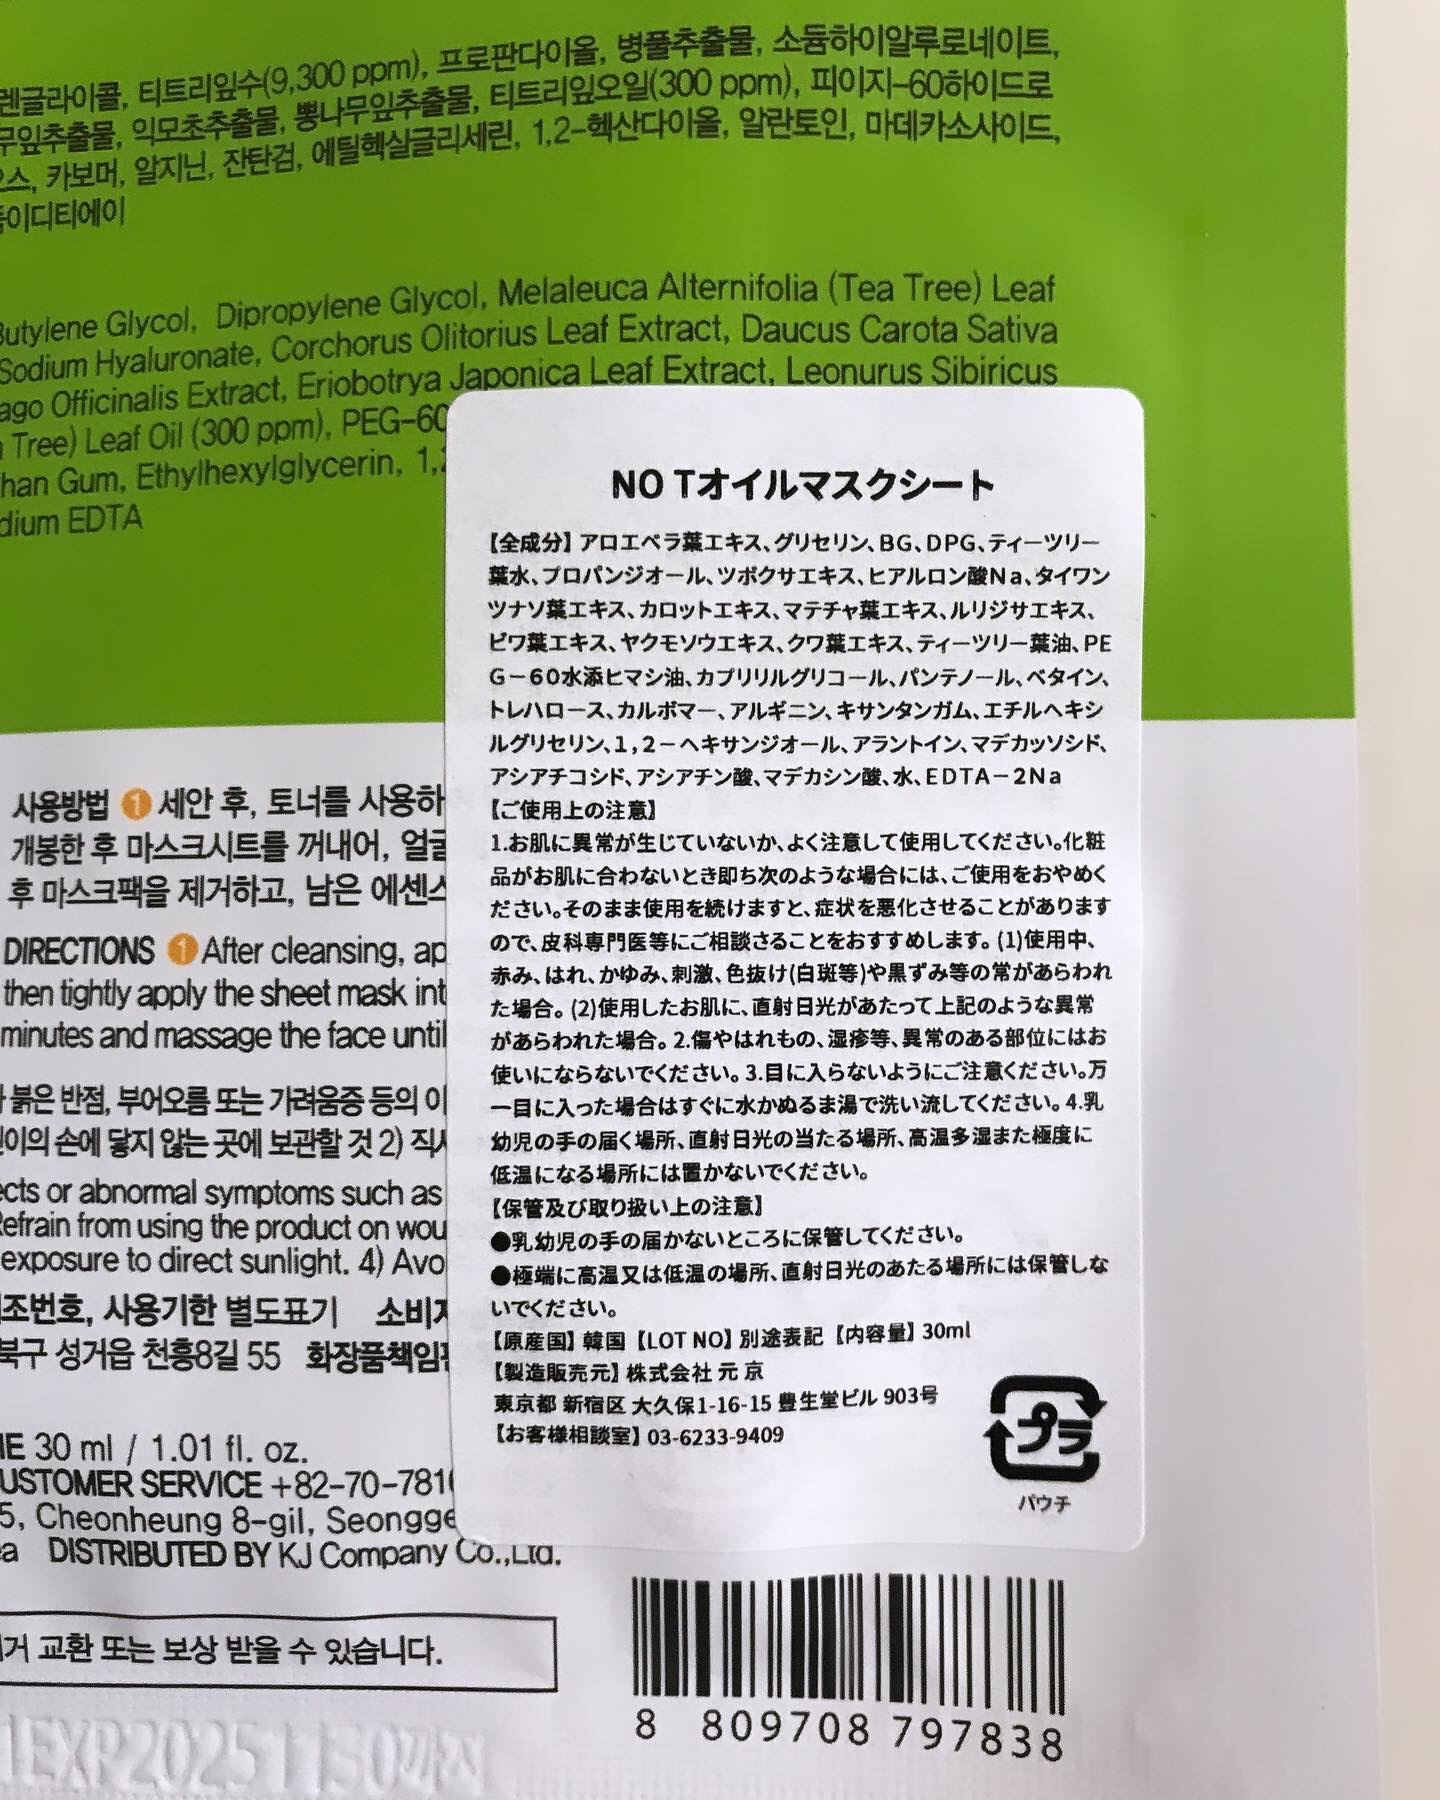 렌글라이콜, 티트리잎수(9,300 ppm), 프로판다이올, 병풀추출물, 소듐하이알루로네이트,
무잎추출물, 익모초추출물, 뽕나무잎추출물, 티트리잎오일(300 ppm), 피이지-60하이드로
오스, 카보머, 알지닌, 잔탄검, 에틸헥실글리세린, 1,2-헥산다이올, 알란토인, 마데카소사이드,
듐이디티에이
Butylene Glycol, Dipropylene Glycol, Melaleuca Alternifolia (Tea Tree) Leaf
Sodium Hyaluronate, Corchorus Olitorius Leaf Extract, Daucus Carota Sativa
ago Officinalis Extract, Eriobotrya Japonica Leaf Extract, Leonurus Sibiricus
Tree) Leaf Oil (300 ppm), PEG-60
han Gum, Ethylhexylglycerin, 1,2
dium EDTA
NO Tオイルマスクシート
【全成分】アロエベラ葉エキス、グリセリン、BG、DPG、ティーツリー
葉水、プロパンジオール、ツボクサエキス、ヒアルロン酸Na、タイワン
ツナソ葉エキス、カロットエキス、マテチャ葉エキス、ルリジサエキス、
ビワ葉エキス、ヤクモソウエキス、クワ葉エキス、ティーツリー葉油、PE
G－60水添ヒマシ油、カプリリルグリコール、パンテノール、ベタイン、
トレハロース、カルボマー、アルギニン、キサンタンガム、エチルヘキシ
ルグリセリン、1,2－ヘキサンジオール、アラントイン、マデカッソシド、
アシアチコシド、アシアチン酸、マデカシン酸、水、EDTA－2Na
【ご使用上の注意】
1.お肌に異常が生じていないか、よく注意して使用してください。化粧
品がお肌に合わないとき即ち次のような場合には、ご使用をおやめく
ださい。そのまま使用を続けますと、症状を悪化させることがあります
ので、皮科専門医等にご相談さることをおすすめします。(1)使用中、
赤み、はれ、かゆみ、刺激、色抜け(白斑等)や黒ずみ等の常があらわれ
た場合。(2)使用したお肌に、直射日光があたって上記のような異常
があらわれた場合。2.傷やはれもの、湿疹等、異常のある部位にはお
使いにならないでください。3.目に入らないようにご注意ください。万
一目に入った場合はすぐに水かぬるま湯で洗い流してください。4.乳
幼児の手の届く場所、直射日光の当たる場所、高温多湿また極度に
低温になる場所には置かないでください。
【保管及び取り扱い上の注意】
●乳幼児の手の届かないところに保管してください。
●極端に高温又は低温の場所、直射日光のあたる場所には保管しな
いでください。
【原産国】韓国【LOT NO】別途表記【内容量】30ml
【製造販売元】株式会社 元 京
東京都 新宿区 大久保1-16-15 豊生堂ビル 903号
【お客様相談室】03-6233-9409
プラ
パウチ
사용방법 1 세안 후, 토너를 사용하
개봉한 후 마스크시트를 꺼내어, 얼굴
후 마스크팩을 제거하고, 남은 에센스
DIRECTIONS 1 After cleansing, ap
then tightly apply the sheet mask int
minutes and massage the face until
붉은 반점, 부어오름 또는 가려움증 등의 이
린이의 손에 닿지 않는 곳에 보관할 것 2) 직사
ects or abnormal symptoms such as
Refrain from using the product on wou
exposure to direct sunlight. 4) Avo
조번호, 사용기한 별도표기 소비자
북구 성거읍 천흥8길 55 화장품책임판
ME 30 ml / 1.01 fl. oz.
USTOMER SERVICE +82-70-781
5, Cheonheung 8-gil, Seongge
ea DISTRIBUTED BY KJ Company Co.,Ltd.
거 교환 또는 보상 받을 수 있습니다.
EXP20251130까지
8 809708 797838